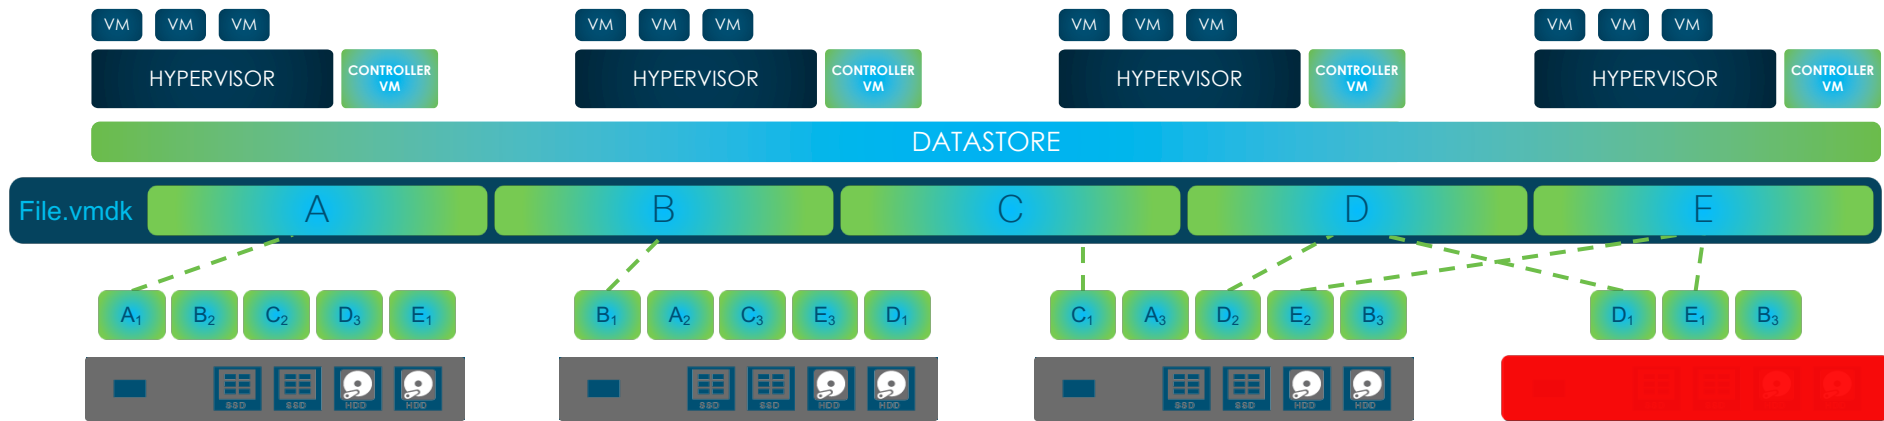 VM VM VM VM VM VM VM VM VM VM VM VM
HYPERVISOR CONTROLLER VM HYPERVISOR CONTROLLER VM HYPERVISOR CONTROLLER VM HYPERVISOR CONTROLLER VM
DATASTORE
File.vmdk A B C D E
A₁ B₂ C₂ D₃ E₁ B₁ A₂ C₃ E₃ D₁ C₁ A₃ D₂ E₂ B₃ D₁ E₁ B₃
SSD SSD HDD HDD SSD SSD HDD HDD SSD SSD HDD HDD